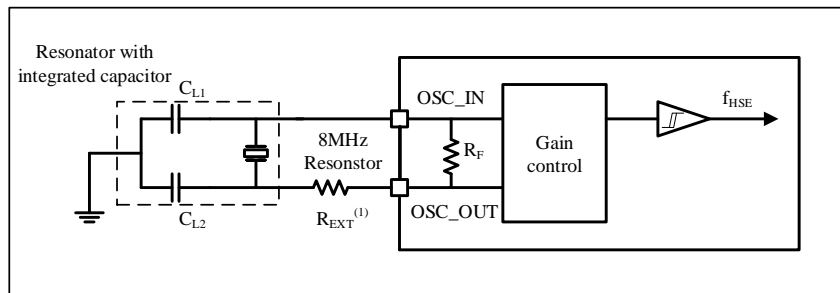 Resonator with
integrated capacitor
C_L1
OSC_IN
f_HSE
8MHz
Resonstor
R_F
Gain
control
C_L2
R_EXT^(1)
OSC_OUT